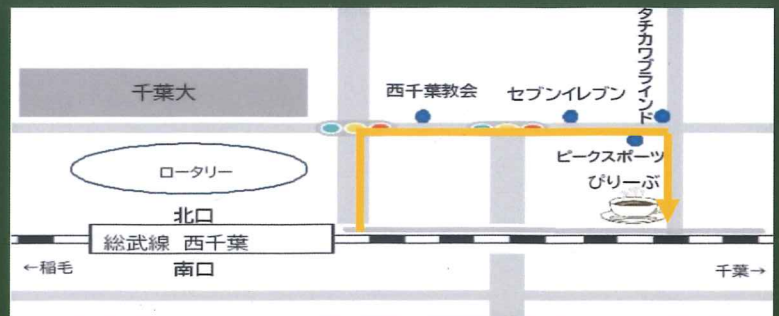 千葉大
西千葉教会
セブンイレブン
タチカワブラインド
ピークスポーツ
ぴりーぶ
ロータリー
北口
総武線 西千葉
←稲毛
南口
千葉→